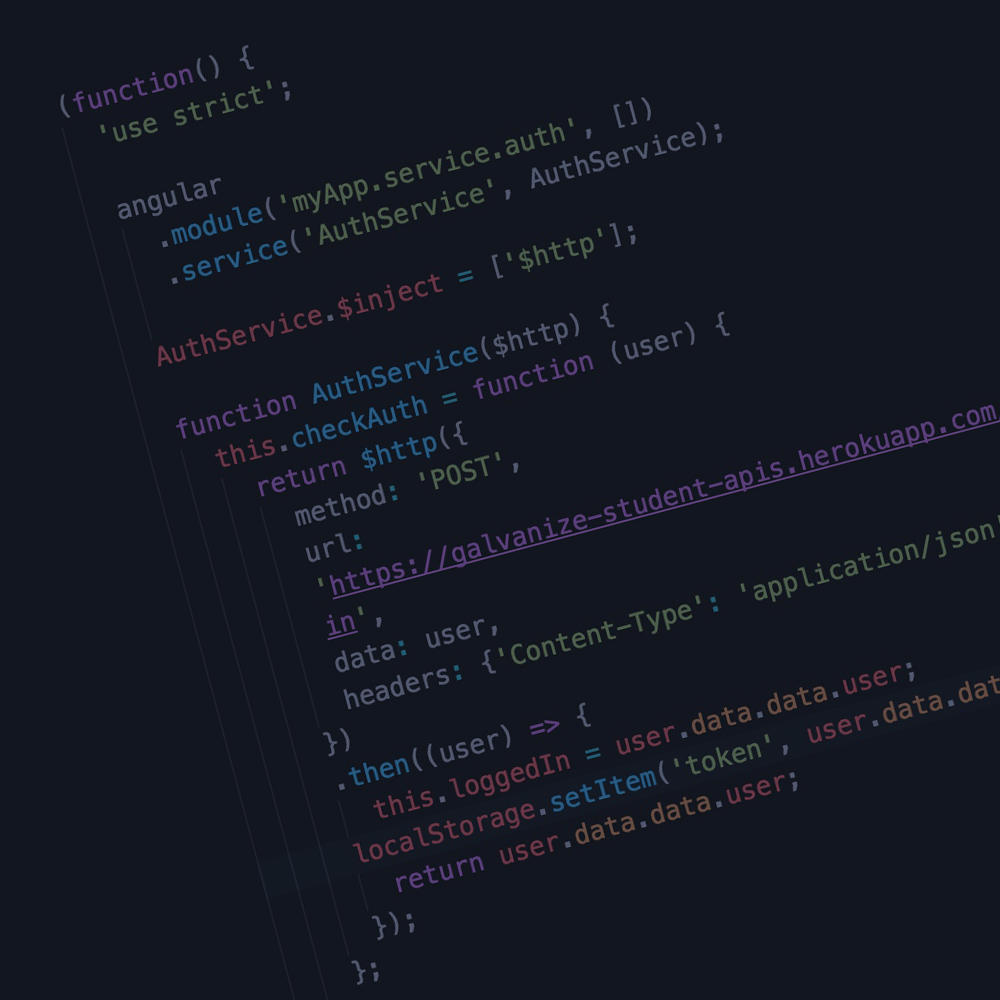 (function() {
'use strict';
angular
.module('myApp.service.auth', [])
.service('AuthService', AuthService);
AuthService.$inject = ['$http'];
function AuthService($http) {
this.checkAuth = function (user) {
return $http({
method: 'POST',
url:
'https://galvanize-student-apis.herokuapp.com
in',
data: user,
headers: {'Content-Type': 'application/json'
})
.then((user) => {
this.loggedIn = user.data.data.user;
localStorage.setItem('token', user.data.dat
return user.data.data.user;
});
};